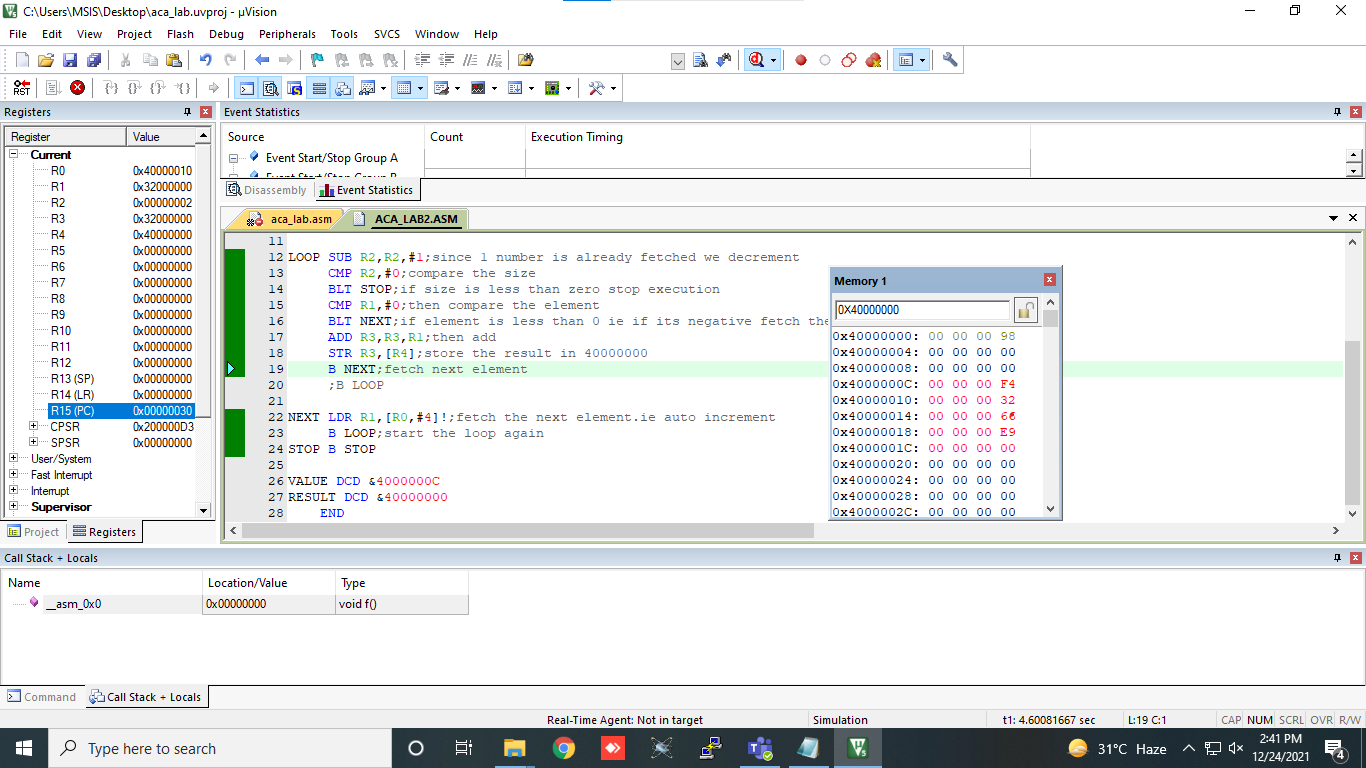 C:\Users\MSIS\Desktop\aca_lab.uvproj - µVision
File Edit View Project Flash Debug Peripherals Tools SVCS Window Help
Registers
Register Value
Current
R0 0x40000010
R1 0x32000000
R2 0x00000002
R3 0x32000000
R4 0x40000000
R5 0x00000000
R6 0x00000000
R7 0x00000000
R8 0x00000000
R9 0x00000000
R10 0x00000000
R11 0x00000000
R12 0x00000000
R13 (SP) 0x00000000
R14 (LR) 0x00000000
R15 (PC) 0x00000030
CPSR 0x200000D3
SPSR 0x00000000
User/System
Fast Interrupt
Interrupt
Supervisor
Project Registers
Event Statistics
Source Count Execution Timing
Event Start/Stop Group A
Event Start/Stop Group B
Disassembly Event Statistics
aca_lab.asm ACA_LAB2.ASM
11
12 LOOP SUB R2,R2,#1;since 1 number is already fetched we decrement
13 CMP R2,#0;compare the size
14 BLT STOP;if size is less than zero stop execution
15 CMP R1,#0;then compare the element
16 BLT NEXT;if element is less than 0 ie if its negative fetch the
17 ADD R3,R3,R1;then add
18 STR R3,[R4];store the result in 40000000
19 B NEXT;fetch next element
20 ;B LOOP
21
22 NEXT LDR R1,[R0,#4]!;fetch the next element.ie auto increment
23 B LOOP;start the loop again
24 STOP B STOP
25
26 VALUE DCD &4000000C
27 RESULT DCD &40000000
28 END
Memory 1
0X40000000
0x40000000: 00 00 00 98
0x40000004: 00 00 00 00
0x40000008: 00 00 00 00
0x4000000C: 00 00 00 F4
0x40000010: 00 00 00 32
0x40000014: 00 00 00 66
0x40000018: 00 00 00 E9
0x4000001C: 00 00 00 00
0x40000020: 00 00 00 00
0x40000024: 00 00 00 00
0x40000028: 00 00 00 00
0x4000002C: 00 00 00 00
Call Stack + Locals
Name Location/Value Type
__asm_0x0 0x00000000 void f()
Command Call Stack + Locals
Real-Time Agent: Not in target Simulation t1: 4.60081667 sec L:19 C:1 CAP NUM SCRL OVR R/W
Type here to search
31°C Haze
2:41 PM
12/24/2021
4